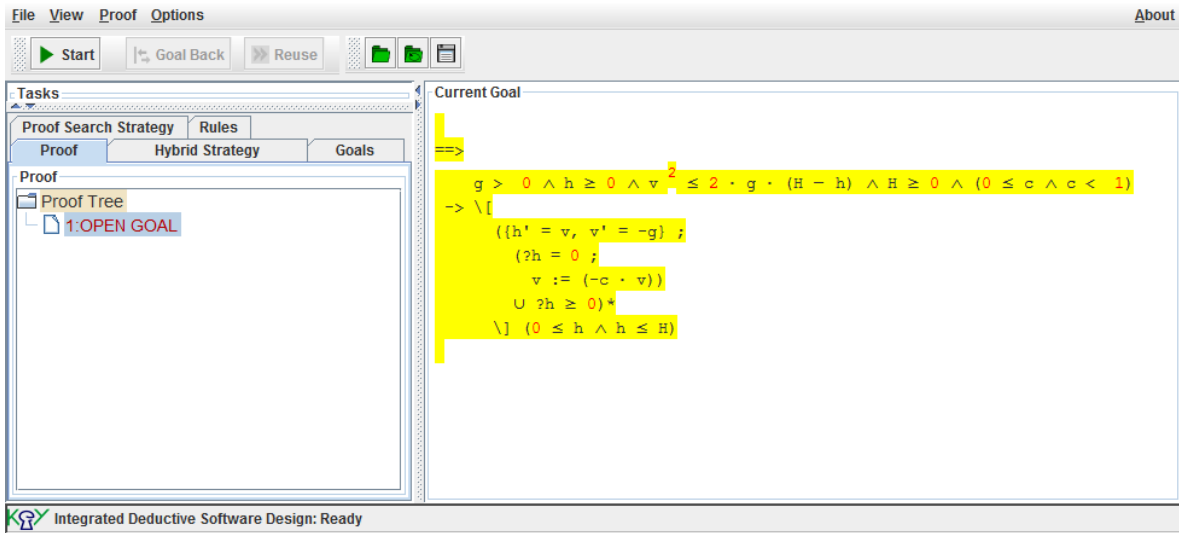 File View Proof Options About
Start Goal Back Reuse
Tasks
Proof Search Strategy Rules
Proof Hybrid Strategy Goals
Proof
Proof Tree
1:OPEN GOAL
Current Goal
==>
g > 0 ∧ h ≥ 0 ∧ v ² ≤ 2 · g · (H − h) ∧ H ≥ 0 ∧ (0 ≤ c ∧ c < 1)
-> \[
({h' = v, v' = -g} ;
(?h = 0 ;
v := (-c · v))
∪ ?h ≥ 0)*
\] (0 ≤ h ∧ h ≤ H)
KeY Integrated Deductive Software Design: Ready